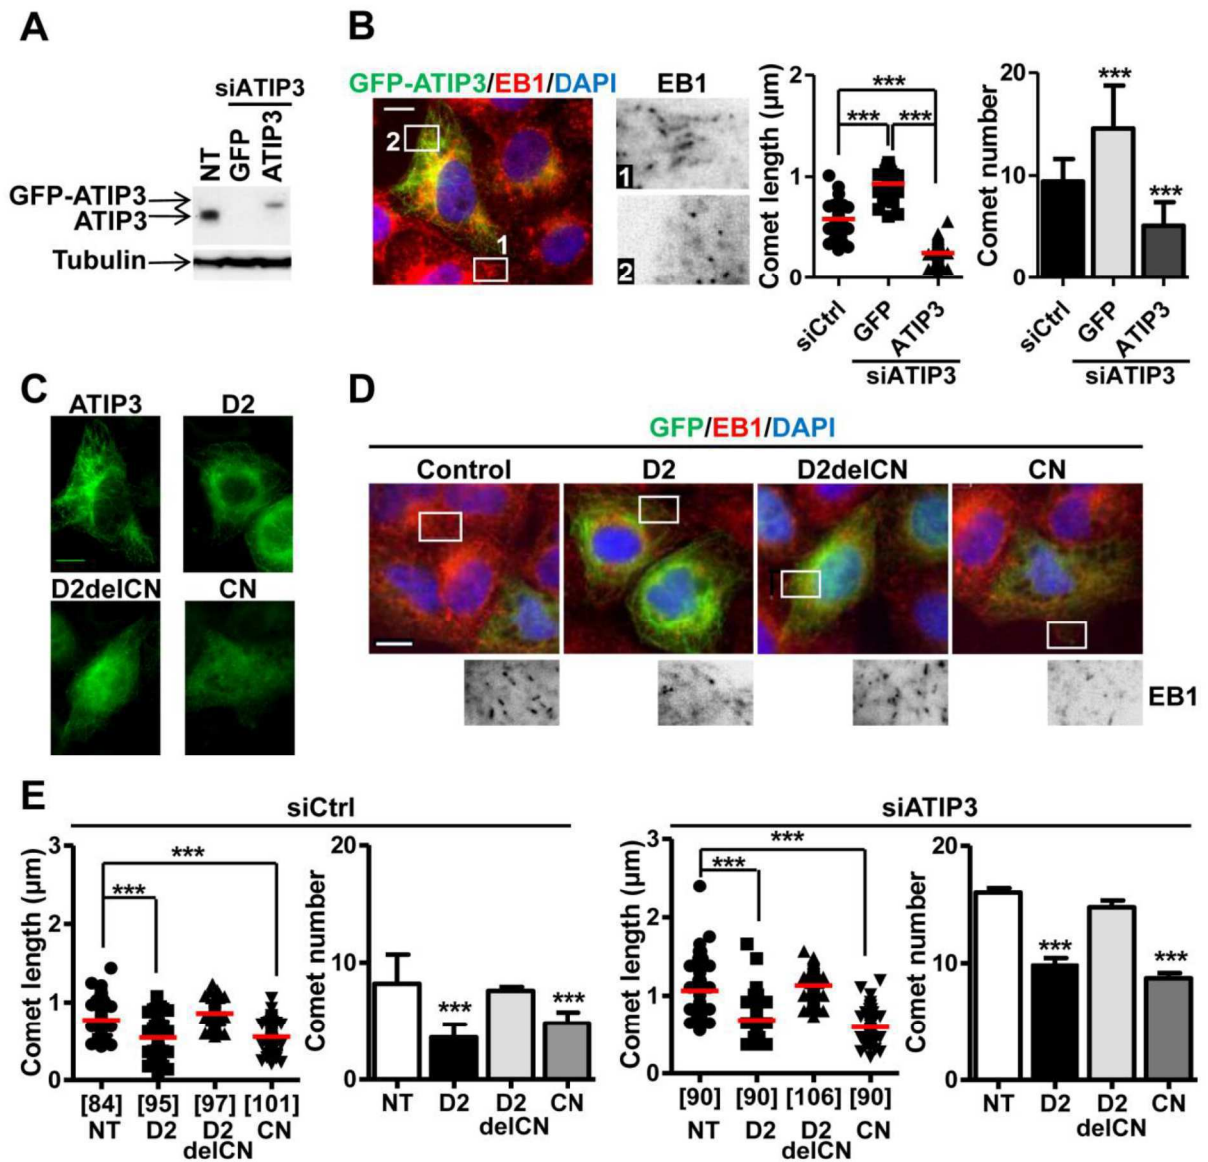 A
siATIP3
NT GFP ATIP3
GFP-ATIP3
ATIP3
Tubulin
B
GFP-ATIP3/EB1/DAPI
EB1
2
1
1
2
Comet length (µm)
2
1
0
***
*** ***
siCtrl GFP ATIP3
siATIP3
Comet number
20
10
0
***
***
siCtrl GFP ATIP3
siATIP3
C
ATIP3 D2
D2delCN CN
D
GFP/EB1/DAPI
Control D2 D2delCN CN
EB1
E
siCtrl
Comet length (µm)
3
2
1
0
***
***
[84] [95] [97] [101]
NT D2 D2 CN
delCN
Comet number
20
10
0
*** ***
NT D2 D2 CN
delCN
siATIP3
Comet length (µm)
3
2
1
0
***
***
[90] [90] [106] [90]
NT D2 D2 CN
delCN
Comet number
20
10
0
*** ***
NT D2 D2 CN
delCN